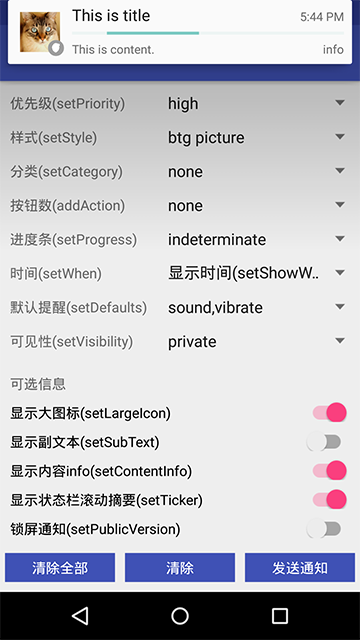 This is title 5:44 PM
This is content. info
优先级(setPriority) high
样式(setStyle) btg picture
分类(setCategory) none
按钮数(addAction) none
进度条(setProgress) indeterminate
时间(setWhen) 显示时间(setShowW..
默认提醒(setDefaults) sound,vibrate
可见性(setVisibility) private
可选信息
显示大图标(setLargeIcon)
显示副文本(setSubText)
显示内容info(setContentInfo)
显示状态栏滚动摘要(setTicker)
锁屏通知(setPublicVersion)
清除全部 清除 发送通知